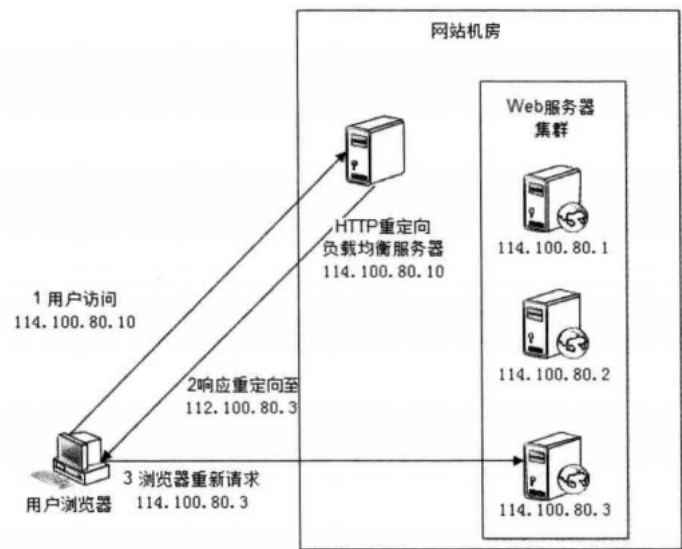 网站机房
Web服务器
集群
114.100.80.1
114.100.80.2
114.100.80.3
HTTP重定向
负载均衡服务器
114.100.80.10
1 用户访问
114.100.80.10
2响应重定向至
112.100.80.3
3 浏览器重新请求
114.100.80.3
用户浏览器